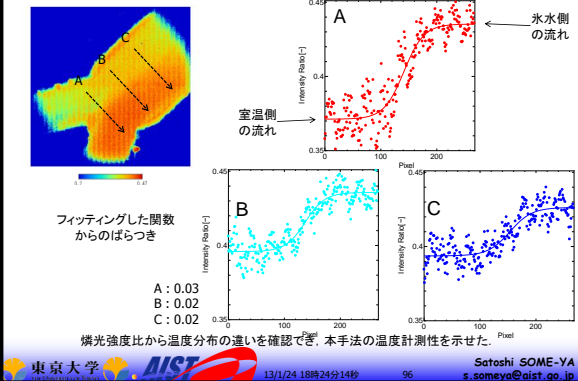 C
B
A
0.2
0.47
フィッティングした関数
からのばらつき
A：0.03
B：0.02
C：0.02
0.45
A
Intensity Ratio[-]
0.4
0.35
0
100
200
Pixel
氷水側
の流れ
室温側
の流れ
0.45
B
Intensity Ratio[-]
0.4
0.35
0
100
200
Pixel
0.45
C
Intensity Ratio[-]
0.4
0.35
0
100
200
Pixel
燐光強度比から温度分布の違いを確認でき，本手法の温度計測性を示せた．
東京大学
AIST
13/1/24 18時24分14秒
96
Satoshi SOME-YA
s.someya@aist.go.jp